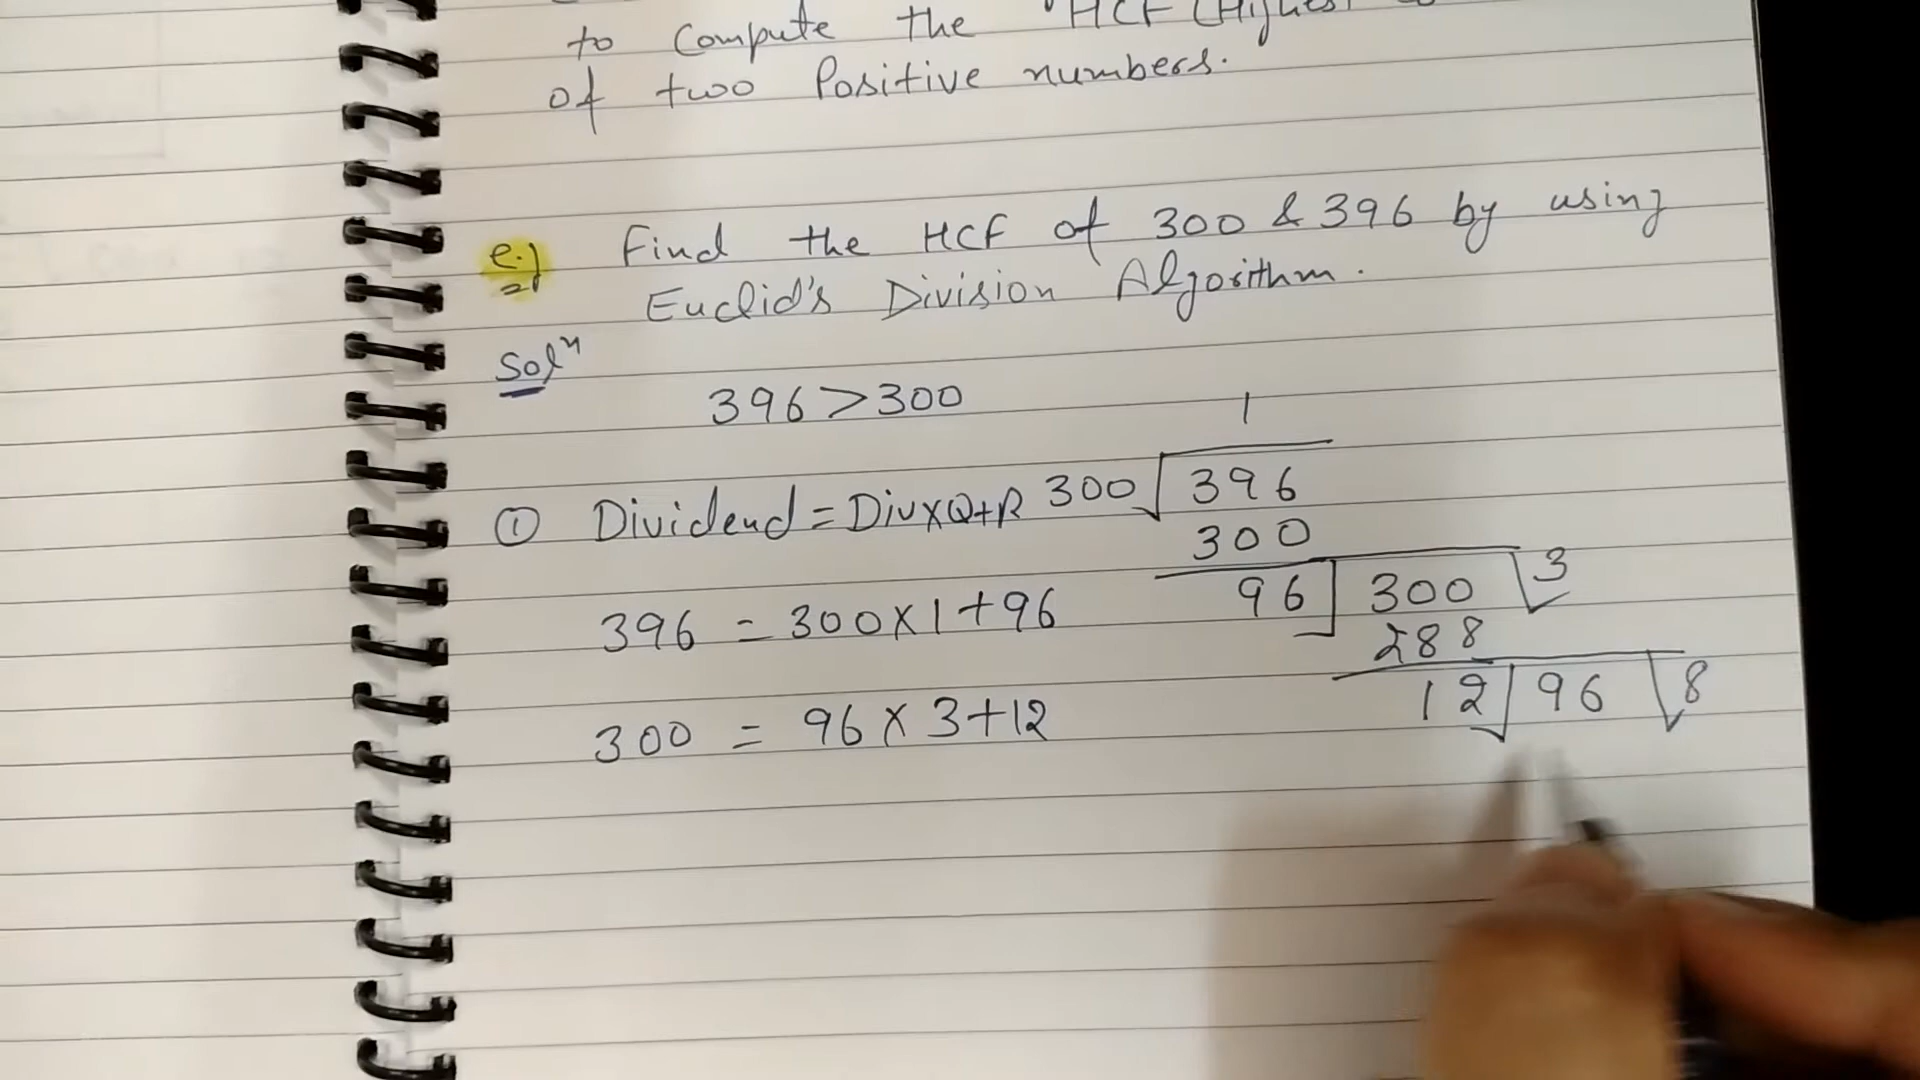 to Compute the "HCF (Highest
of two Positive numbers.
e.g Find the HCF of 300 & 396 by using
Euclid's Division Algorithm.
Solⁿ
396 > 300
1
① Dividend = Div×Q+R 300 396
300
96 300 3
396 = 300×1+96
288
12 96 8
300 = 96×3+12